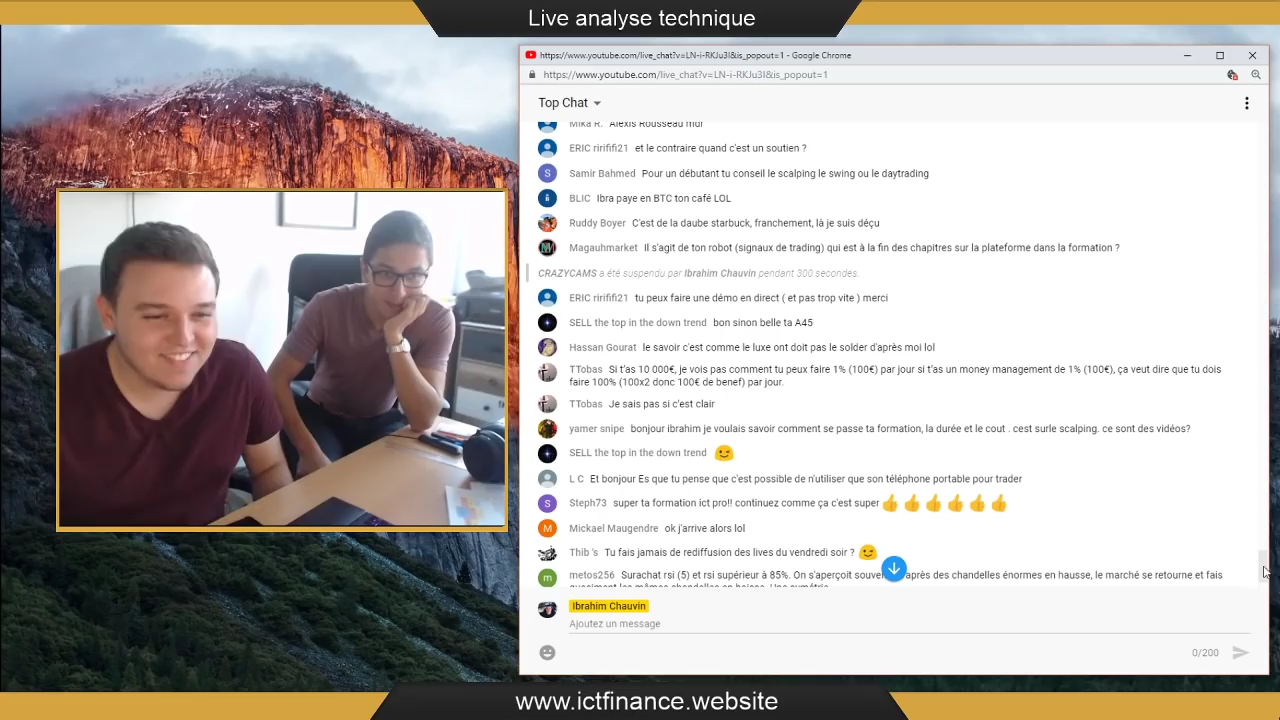 Live analyse technique
https://www.youtube.com/live_chat?v=LN-i-RKJu3I&is_popout=1 - Google Chrome
https://www.youtube.com/live_chat?v=LN-i-RKJu3I&is_popout=1
Top Chat
Mika R. Alexis Rousseau mdr
ERIC rirififi21 et le contraire quand c'est un soutien ?
Samir Bahmed Pour un débutant tu conseil le scalping le swing ou le daytrading
BLIC Ibra paye en BTC ton café LOL
Ruddy Boyer C'est de la daube starbuck, franchement, là je suis déçu
Magauhmarket Il s'agit de ton robot (signaux de trading) qui est à la fin des chapitres sur la plateforme dans la formation ?
CRAZYCAMS a été suspendu par Ibrahim Chauvin pendant 300 secondes.
ERIC rirififi21 tu peux faire une démo en direct ( et pas trop vite ) merci
SELL the top in the down trend bon sinon belle ta A45
Hassan Gourat le savoir c'est comme le luxe ont doit pas le solder d'après moi lol
TTobas Si t'as 10 000€, je vois pas comment tu peux faire 1% (100€) par jour si t'as un money management de 1% (100€), ça veut dire que tu dois
faire 100% (100x2 donc 100€ de benef) par jour.
TTobas Je sais pas si c'est clair
yamer snipe bonjour ibrahim je voulais savoir comment se passe ta formation, la durée et le cout . cest surle scalping. ce sont des vidéos?
SELL the top in the down trend
L C Et bonjour Es que tu pense que c'est possible de n'utiliser que son téléphone portable pour trader
S Steph73 super ta formation ict pro!! continuez comme ça c'est super
M Mickael Maugendre ok j'arrive alors lol
Thib 's Tu fais jamais de rediffusion des lives du vendredi soir ?
m metos256 Surachat rsi (5) et rsi supérieur à 85%. On s'aperçoit après des chandelles énormes en hausse, le marché se retourne et fais
Ibrahim Chauvin
Ajoutez un message
0/200
www.ictfinance.website